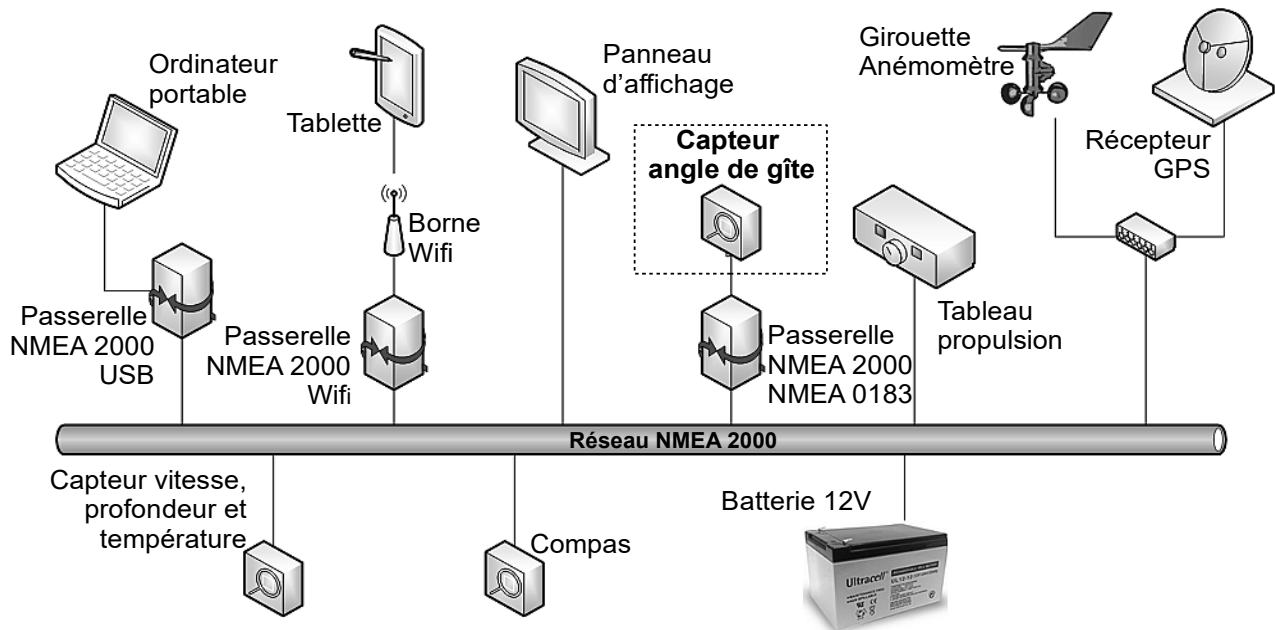 Ordinateur
portable
Tablette
Borne
Wifi
Panneau
d'affichage
Capteur
angle de gîte
Girouette
Anémomètre
Récepteur
GPS
Passerelle
NMEA 2000
USB
Passerelle
NMEA 2000
Wifi
Passerelle
NMEA 2000
NMEA 0183
Tableau
propulsion
Réseau NMEA 2000
Capteur vitesse,
profondeur et
température
Compas
Batterie 12V
Ultracell